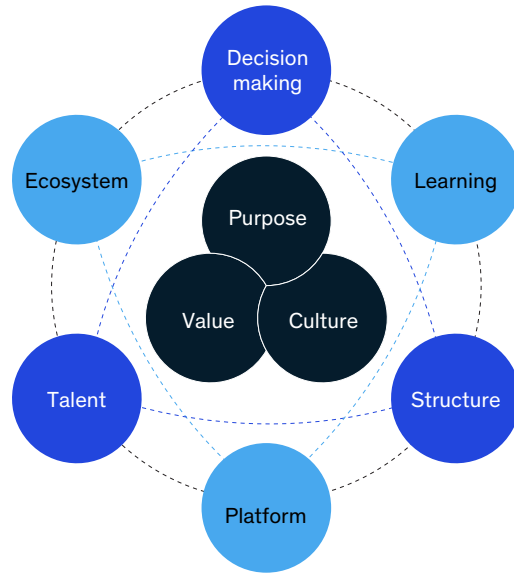 Decision
making
Ecosystem
Learning
Purpose
Value
Culture
Talent
Structure
Platform